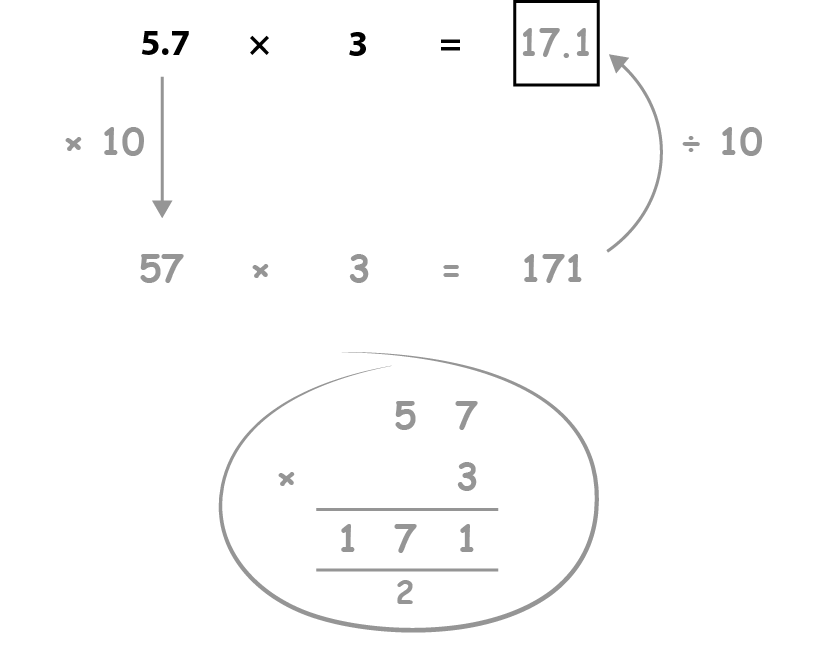 5.7 × 3 = 17.1
× 10 ÷ 10
57 × 3 = 171
5 7
× 3
1 7 1
2